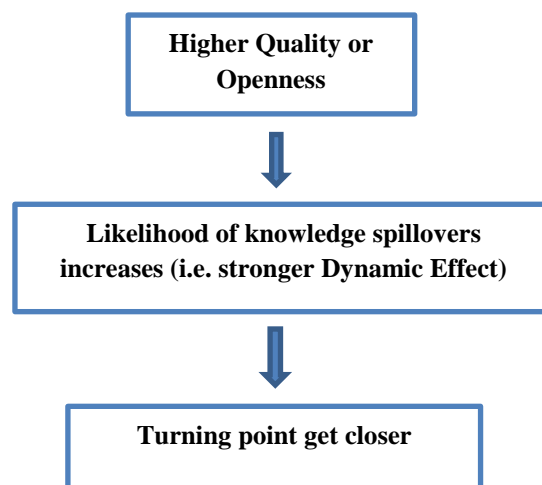 Higher Quality or
Openness
Likelihood of knowledge spillovers
increases (i.e. stronger Dynamic Effect)
Turning point get closer